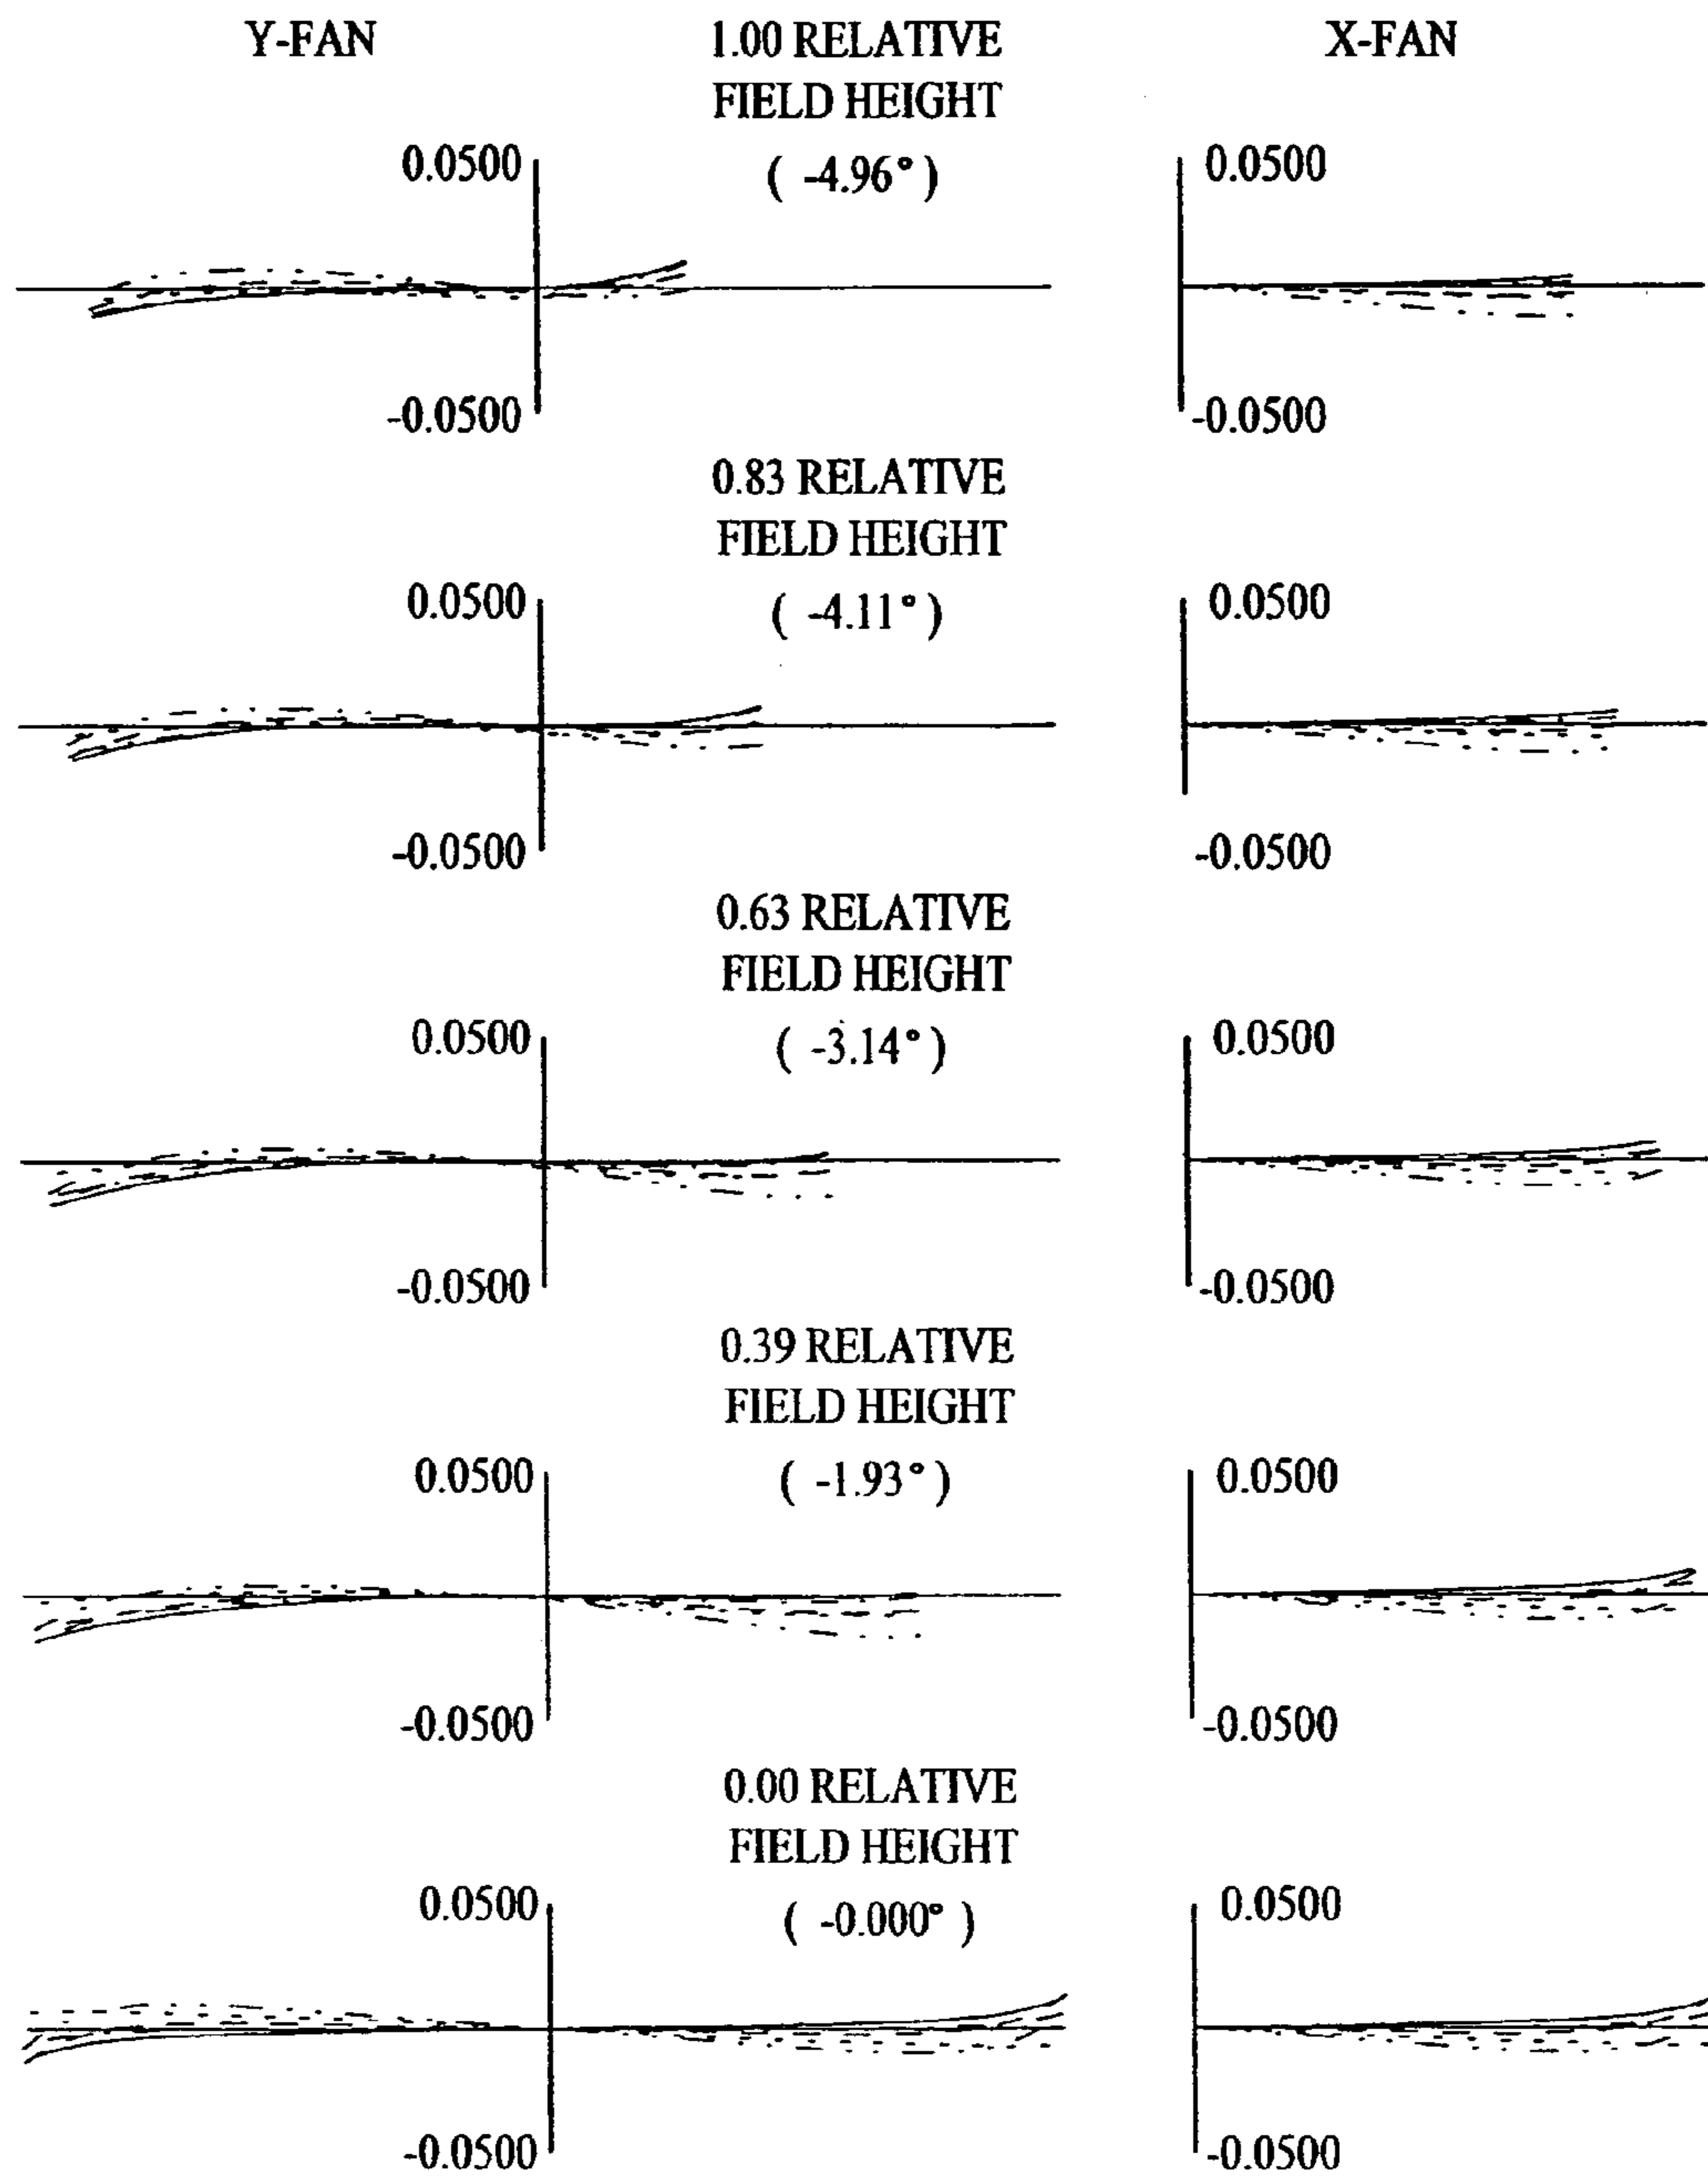 Y-FAN
1.00 RELATIVE
FIELD HEIGHT
( -4.96° )
X-FAN
0.0500
0.0500
-0.0500
-0.0500
0.83 RELATIVE
FIELD HEIGHT
( -4.11° )
0.0500
0.0500
-0.0500
-0.0500
0.63 RELATIVE
FIELD HEIGHT
( -3.14° )
0.0500
0.0500
-0.0500
-0.0500
0.39 RELATIVE
FIELD HEIGHT
( -1.93° )
0.0500
0.0500
-0.0500
-0.0500
0.00 RELATIVE
FIELD HEIGHT
( -0.000° )
0.0500
0.0500
-0.0500
-0.0500